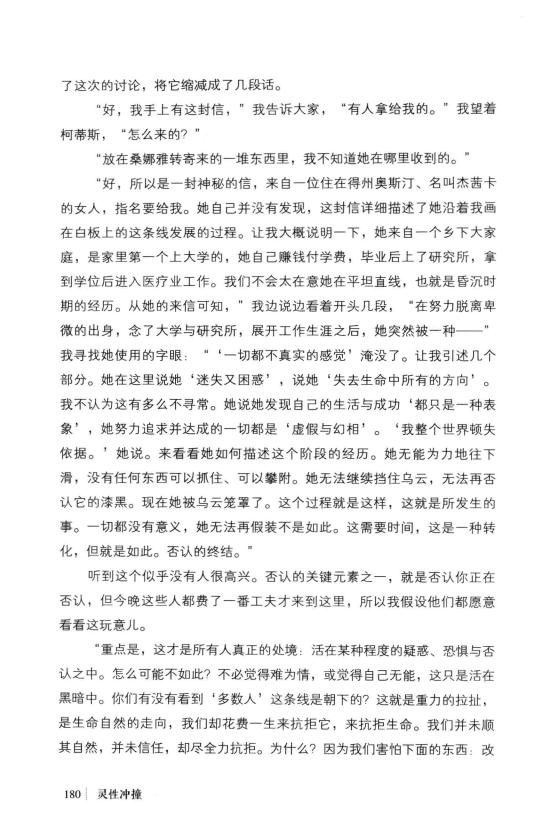 了这次的讨论，将它缩减成了几段话。
“好，我手上有这封信，”我告诉大家，“有人拿给我的。”我望着
柯蒂斯，“怎么来的？”
“放在桑娜雅转寄来的一堆东西里，我不知道她在哪里收到的。”
“好，所以是一封神秘的信，来自一位住在得州奥斯汀、名叫杰茜卡
的女人，指名要给我。她自己并没有发现，这封信详细描述了她沿着我画
在白板上的这条线发展的过程。让我大概说明一下，她来自一个乡下大家
庭，是家里第一个上大学的，她自己赚钱付学费，毕业后上了研究所，拿
到学位后进入医疗业工作。我们不会太在意她在平坦直线，也就是昏沉时
期的经历。从她的来信可知，”我边说边看着开头几段，“在努力脱离卑
微的出身，念了大学与研究所，展开工作生涯之后，她突然被一种——”
我寻找她使用的字眼：“‘一切都不真实的感觉’淹没了。让我引述几个
部分。她在这里说她‘迷失又困惑’，说她‘失去生命中所有的方向’。
我不认为这有多么不寻常。她说她发现自己的生活与成功‘都只是一种表
象’，她努力追求并达成的一切都是‘虚假与幻相’。‘我整个世界顿失
依据。’她说。来看看她如何描述这个阶段的经历。她无能为力地往下
滑，没有任何东西可以抓住、可以攀附。她无法继续挡住乌云，无法再否
认它的漆黑。现在她被乌云笼罩了。这个过程就是这样，这就是所发生的
事。一切都没有意义，她无法再假装不是如此。这需要时间，这是一种转
化，但就是如此。否认的终结。”
听到这个似乎没有人很高兴。否认的关键元素之一，就是否认你正在
否认，但今晚这些人都费了一番工夫才来到这里，所以我假设他们都愿意
看看这玩意儿。
“重点是，这才是所有人真正的处境：活在某种程度的疑惑、恐惧与否
认之中。怎么可能不如此？不必觉得难为情，或觉得自己无能，这只是活在
黑暗中。你们有没有看到‘多数人’这条线是朝下的？这就是重力的拉扯，
是生命自然的走向，我们却花费一生来抗拒它，来抗拒生命。我们并未顺
其自然，并未信任，却尽全力抗拒。为什么？因为我们害怕下面的东西：改
180 灵性冲撞